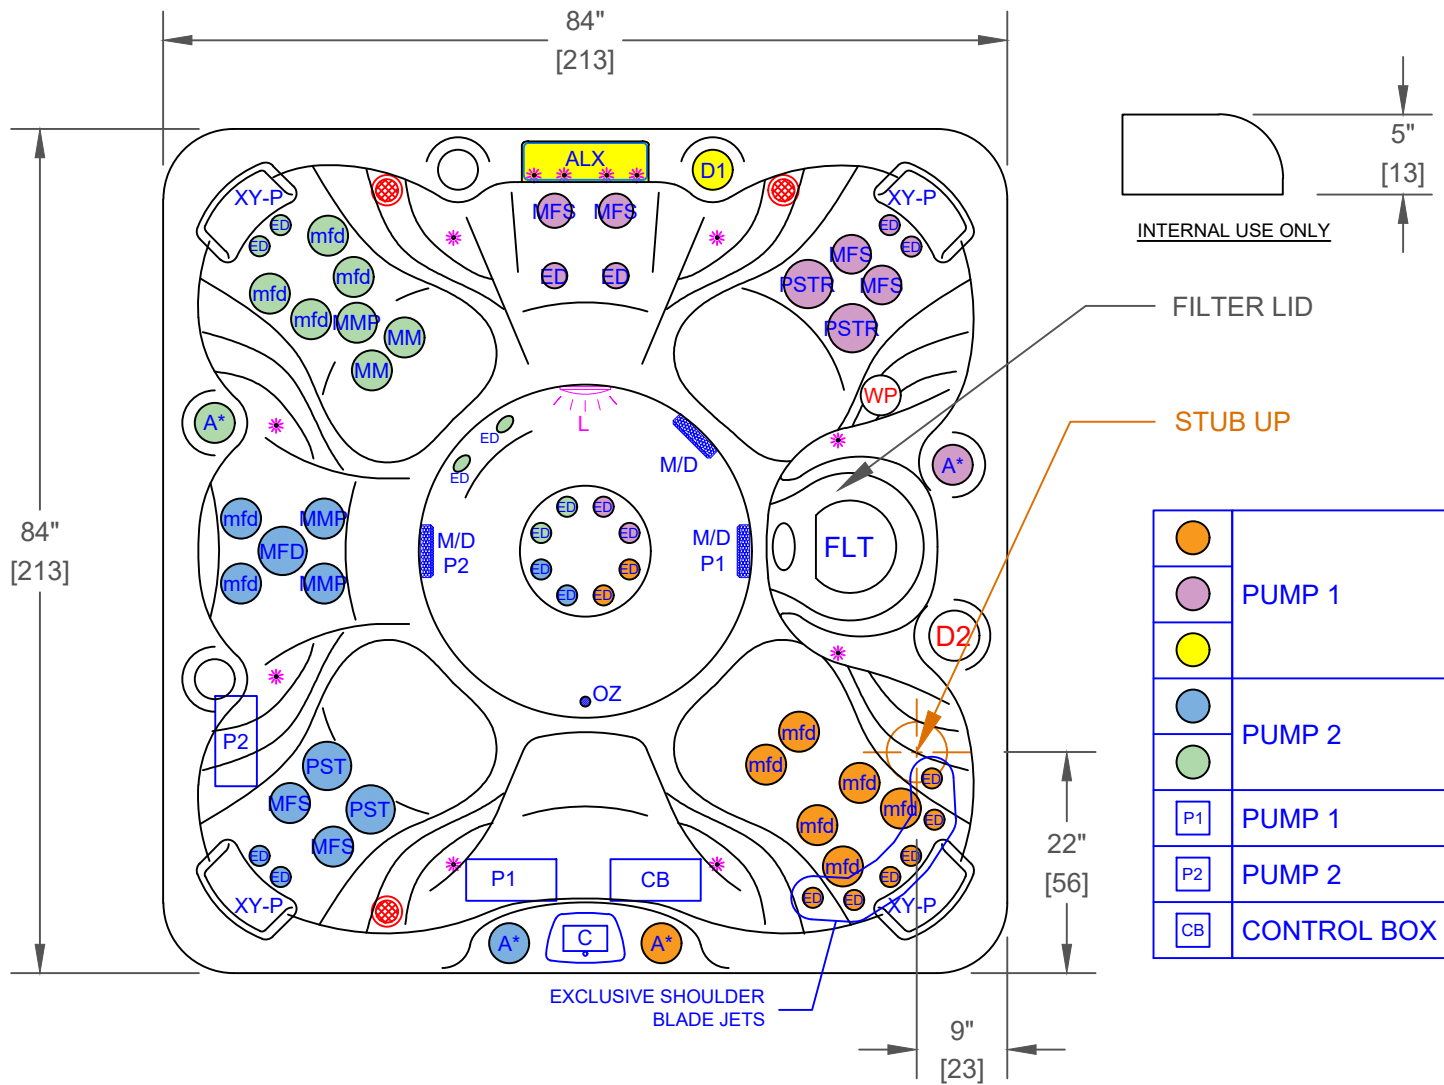 84"
[213]
5"
[13]
INTERNAL USE ONLY
ALX
D1
XY-P
XY-P
MFS
MFS
ED
ED
mfd
ED
ED
mfd
mfd
mfd
MMP
MM
MM
ED
ED
MFS
PSTR
MFS
PSTR
FILTER LID
WP
STUB UP
A*
L
ED
ED
M/D
A*
84"
[213]
mfd
MMP
MFD
mfd
MMP
M/D
P2
ED
ED
ED
ED
ED
ED
ED
ED
M/D
P1
FLT
D2
OZ
PUMP 1
PUMP 2
P1
PUMP 1
P2
PUMP 2
CB
CONTROL BOX
P2
PST
MFS
PST
MFS
ED
ED
XY-P
mfd
mfd
mfd
mfd
mfd
mfd
ED
ED
ED
ED
ED
ED
XY-P
22"
[56]
P1
CB
A*
C
A*
EXCLUSIVE SHOULDER
BLADE JETS
9"
[23]